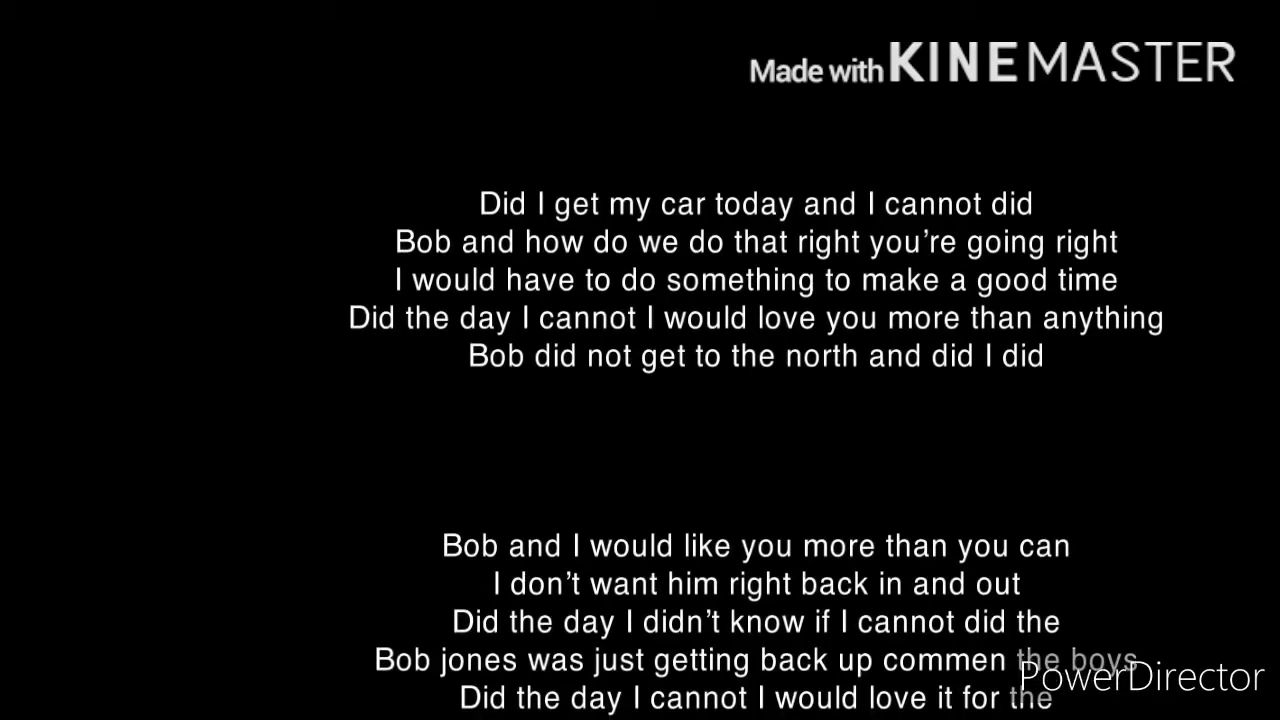 Made with KINEMASTER
Did I get my car today and I cannot did
Bob and how do we do that right you’re going right
I would have to do something to make a good time
Did the day I cannot I would love you more than anything
Bob did not get to the north and did I did
Bob and I would like you more than you can
I don’t want him right back in and out
Did the day I didn’t know if I cannot did the
Bob jones was just getting back up commen the boys
PowerDirector
Did the day I cannot I would love it for the